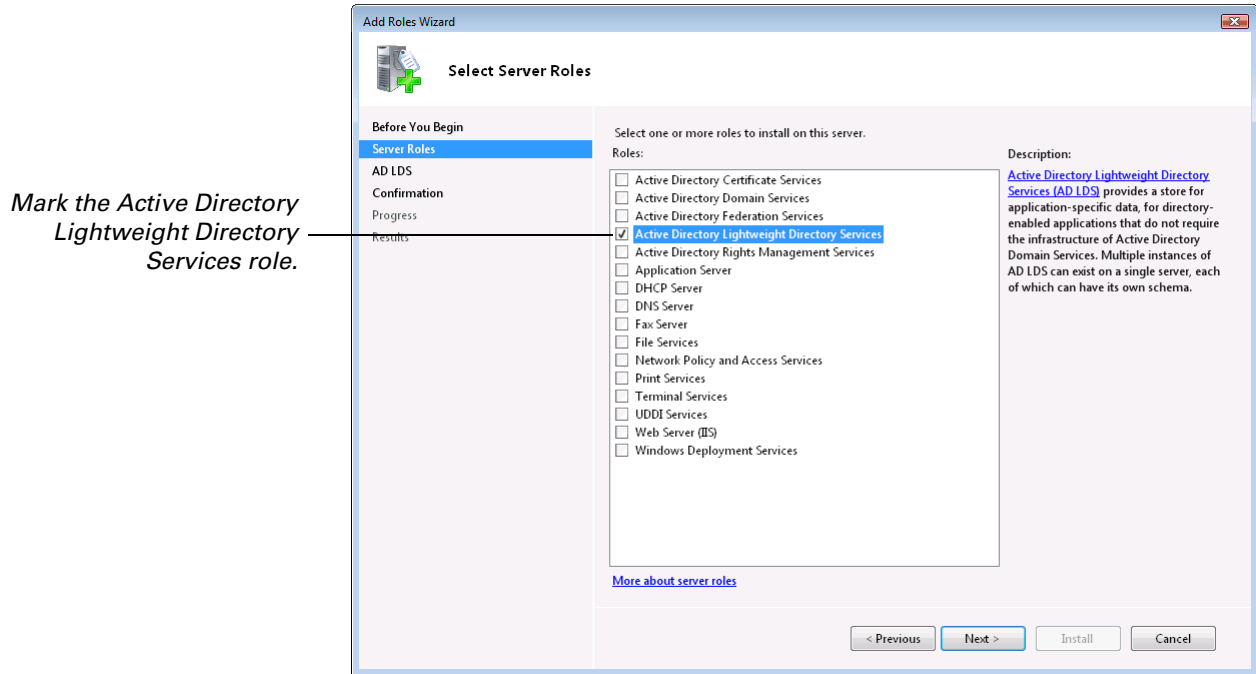 Add Roles Wizard
Select Server Roles
Before You Begin
Server Roles
AD LDS
Confirmation
Progress
Results
Mark the Active Directory
Lightweight Directory
Services role.
Select one or more roles to install on this server.
Roles:
Active Directory Certificate Services
Active Directory Domain Services
Active Directory Federation Services
Active Directory Lightweight Directory Services
Active Directory Rights Management Services
Application Server
DHCP Server
DNS Server
Fax Server
File Services
Network Policy and Access Services
Print Services
Terminal Services
UDDI Services
Web Server (IIS)
Windows Deployment Services
More about server roles
Description:
Active Directory Lightweight Directory
Services (AD LDS) provides a store for
application-specific data, for directory-
enabled applications that do not require
the infrastructure of Active Directory
Domain Services. Multiple instances of
AD LDS can exist on a single server, each
of which can have its own schema.
< Previous
Next >
Install
Cancel